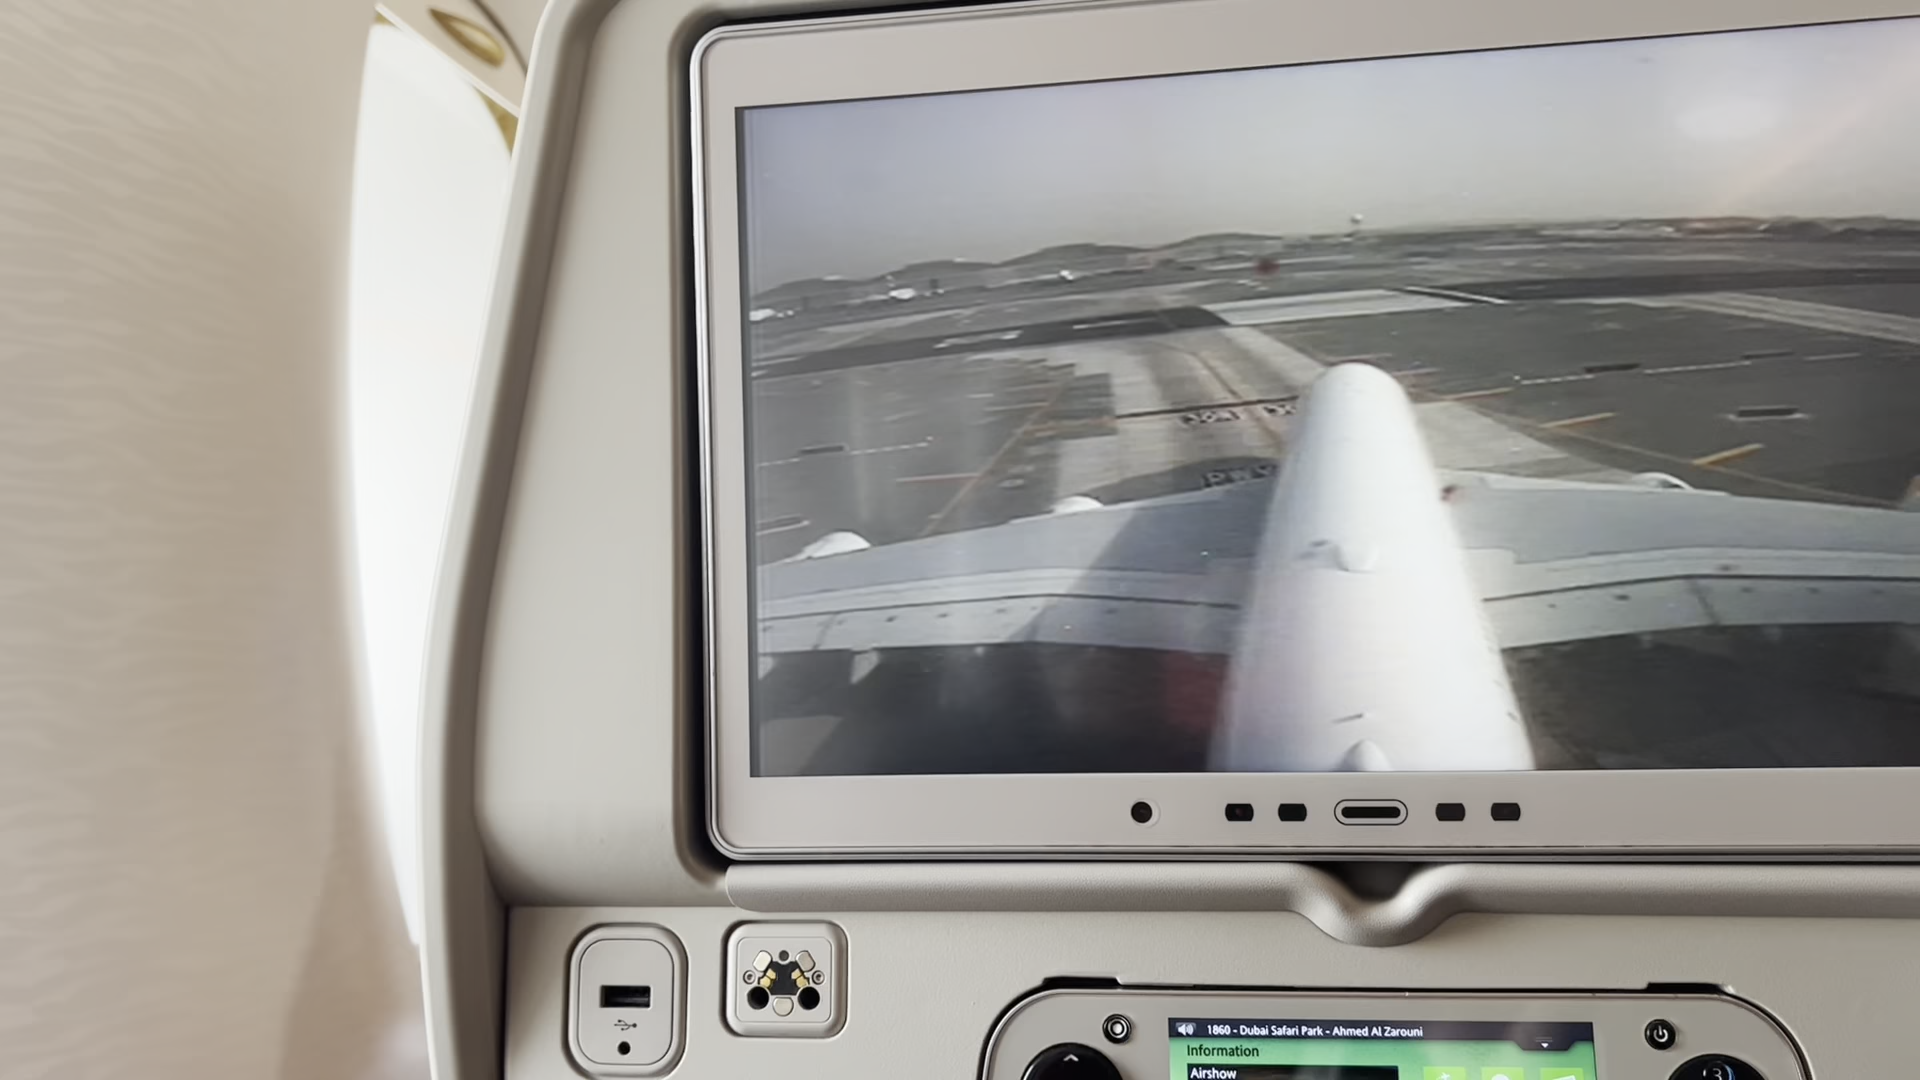 1860 - Dubai Safari Park - Ahmed Al Zarouni
Information
Airshow